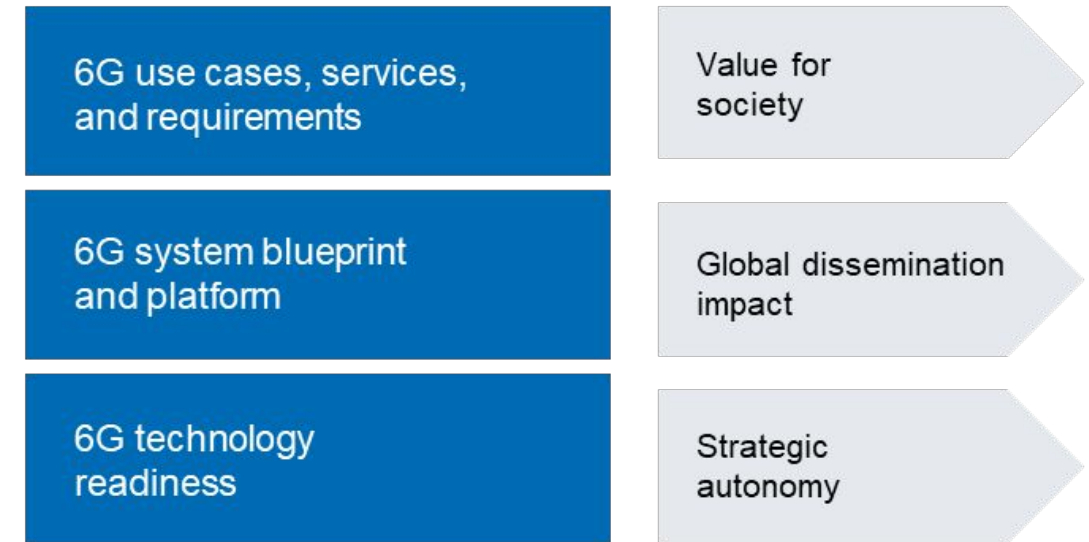 6G use cases, services,
and requirements
Value for
society
6G system blueprint
and platform
Global dissemination
impact
6G technology
readiness
Strategic
autonomy